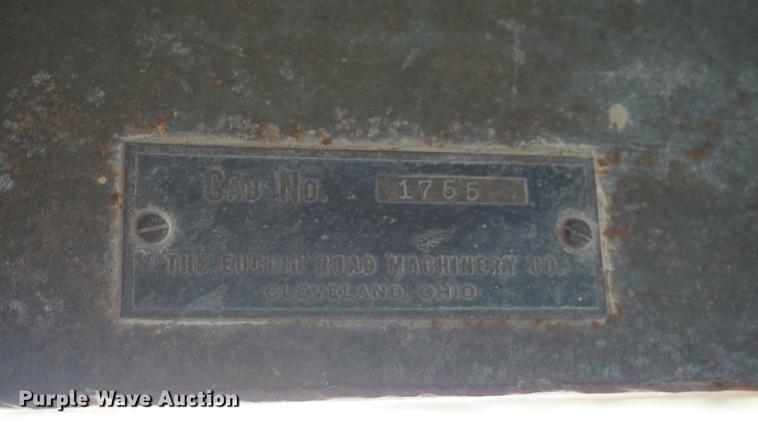 CAB NO. 1755
THE EUCLID ROAD MACHINERY CO.
CLEVELAND, OHIO
Purple Wave Auction